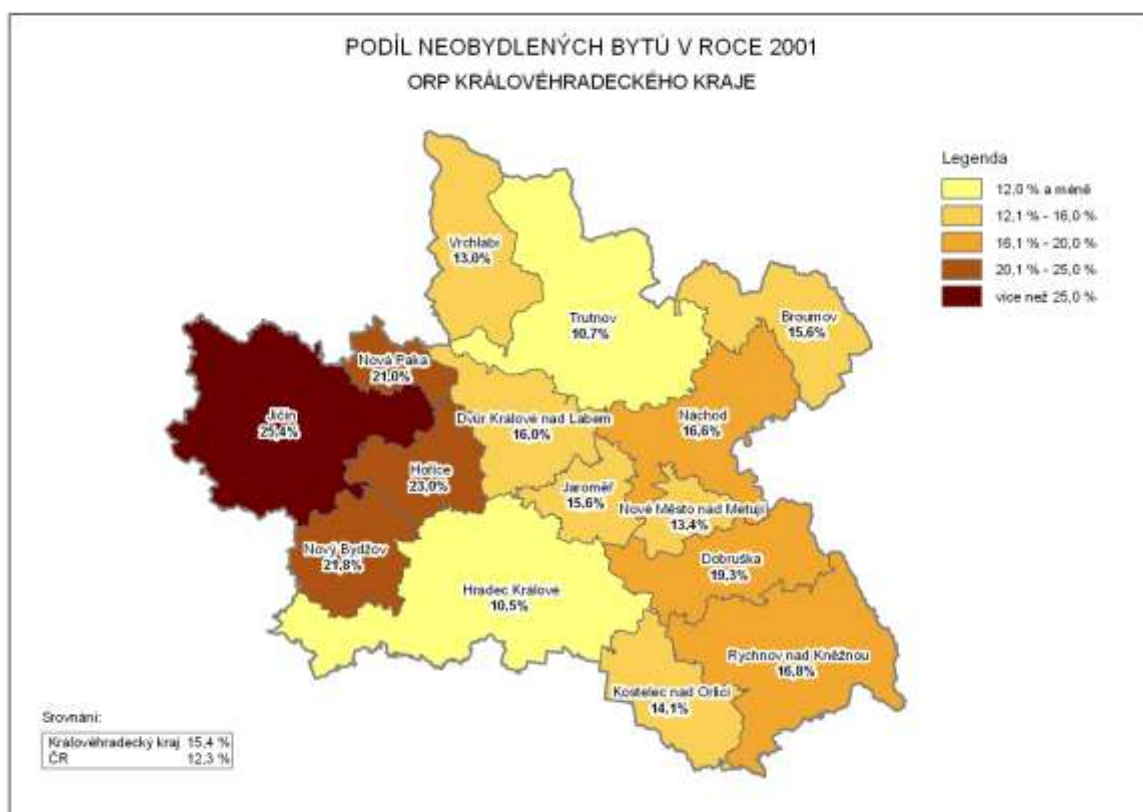 PODÍL NEOBYDLENÝCH BYTŮ V ROCE 2001
ORP KRÁLOVÉHRADECKÉHO KRAJE
Legenda
12,0 % a méně
12,1 % - 16,0 %
16,1 % - 20,0 %
20,1 % - 25,0 %
více než 25,0 %
Vrchlabí
13,0%
Trutnov
10,7%
Broumov
15,6%
Nová Paka
21,0%
Jičín
25,4%
Dvůr Králové nad Labem
16,0%
Náchod
16,6%
Hořice
23,0%
Jaroměř
15,6%
Nové Město nad Metují
13,4%
Nový Bydžov
21,8%
Dobruška
19,3%
Hradec Králové
10,5%
Rychnov nad Kněžnou
16,8%
Kostelec nad Orlicí
14,1%
Srovnání:
Královéhradecký kraj 15,4 %
ČR 12,3 %